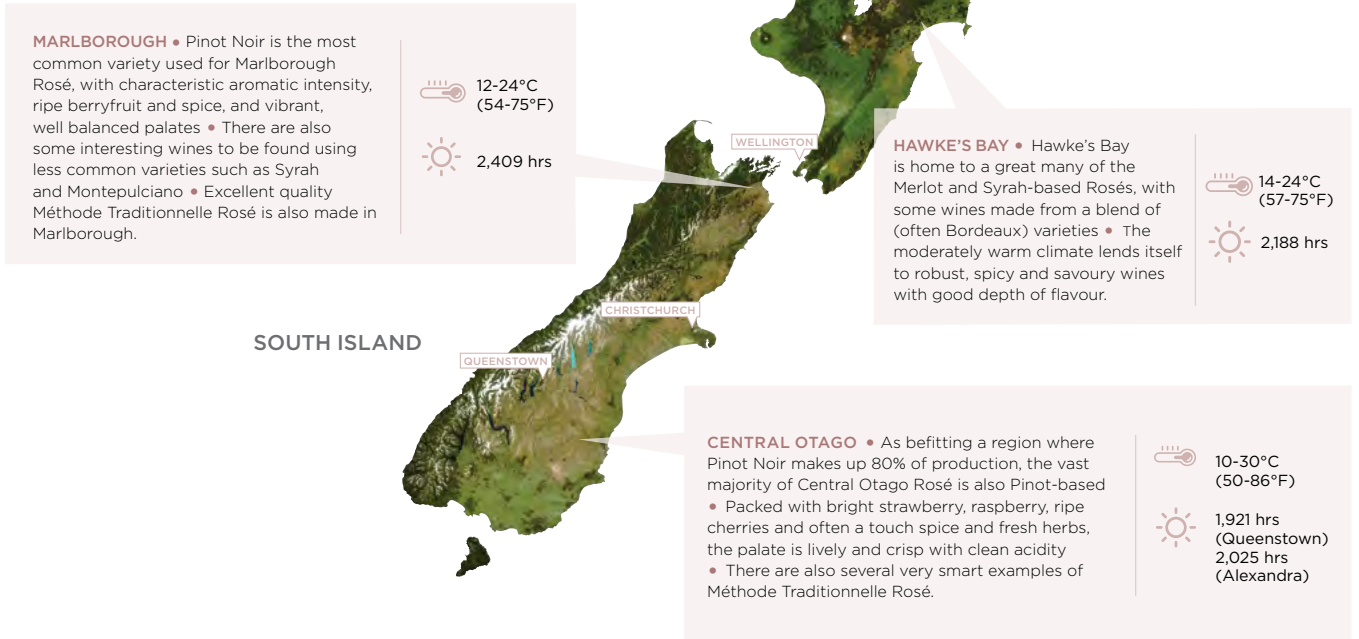 MARLBOROUGH • Pinot Noir is the most
common variety used for Marlborough
Rosé, with characteristic aromatic intensity,
ripe berryfruit and spice, and vibrant,
well balanced palates • There are also
some interesting wines to be found using
less common varieties such as Syrah
and Montepulciano • Excellent quality
Méthode Traditionnelle Rosé is also made in
Marlborough.
12-24°C
(54-75°F)
2,409 hrs
WELLINGTON
HAWKE'S BAY • Hawke's Bay
is home to a great many of the
Merlot and Syrah-based Rosés, with
some wines made from a blend of
(often Bordeaux) varieties • The
moderately warm climate lends itself
to robust, spicy and savoury wines
with good depth of flavour.
14-24°C
(57-75°F)
2,188 hrs
CHRISTCHURCH
SOUTH ISLAND
QUEENSTOWN
CENTRAL OTAGO • As befitting a region where
Pinot Noir makes up 80% of production, the vast
majority of Central Otago Rosé is also Pinot-based
• Packed with bright strawberry, raspberry, ripe
cherries and often a touch spice and fresh herbs,
the palate is lively and crisp with clean acidity
• There are also several very smart examples of
Méthode Traditionnelle Rosé.
10-30°C
(50-86°F)
1,921 hrs
(Queenstown)
2,025 hrs
(Alexandra)